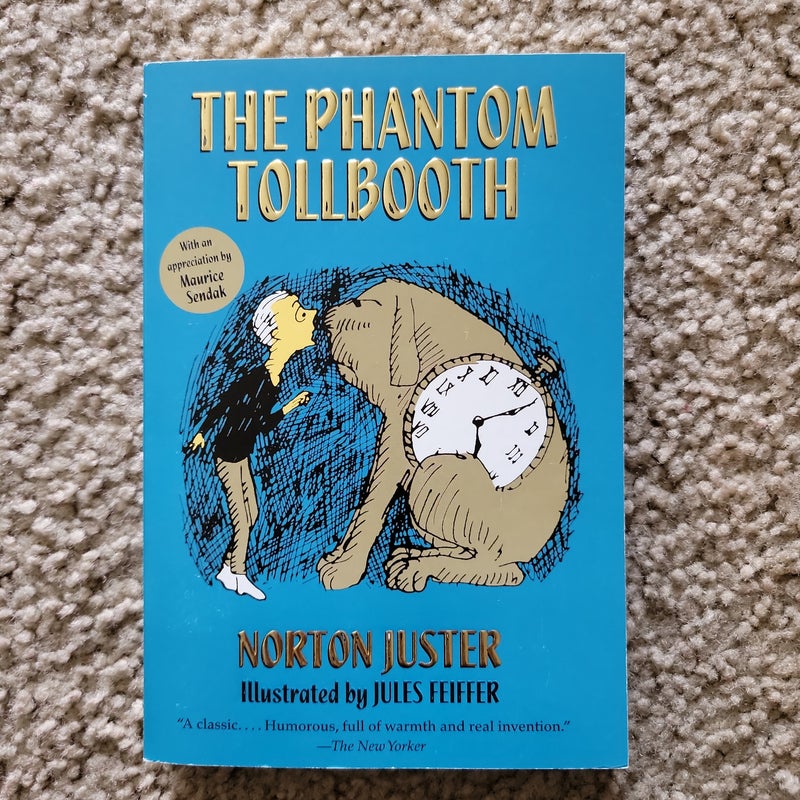 THE PHANTOM
TOLLBOOTH
With an
appreciation by
Maurice
Sendak
NORTON JUSTER
Illustrated by JULES FEIFFER
“A classic.... Humorous, full of warmth and real invention.”
—The New Yorker